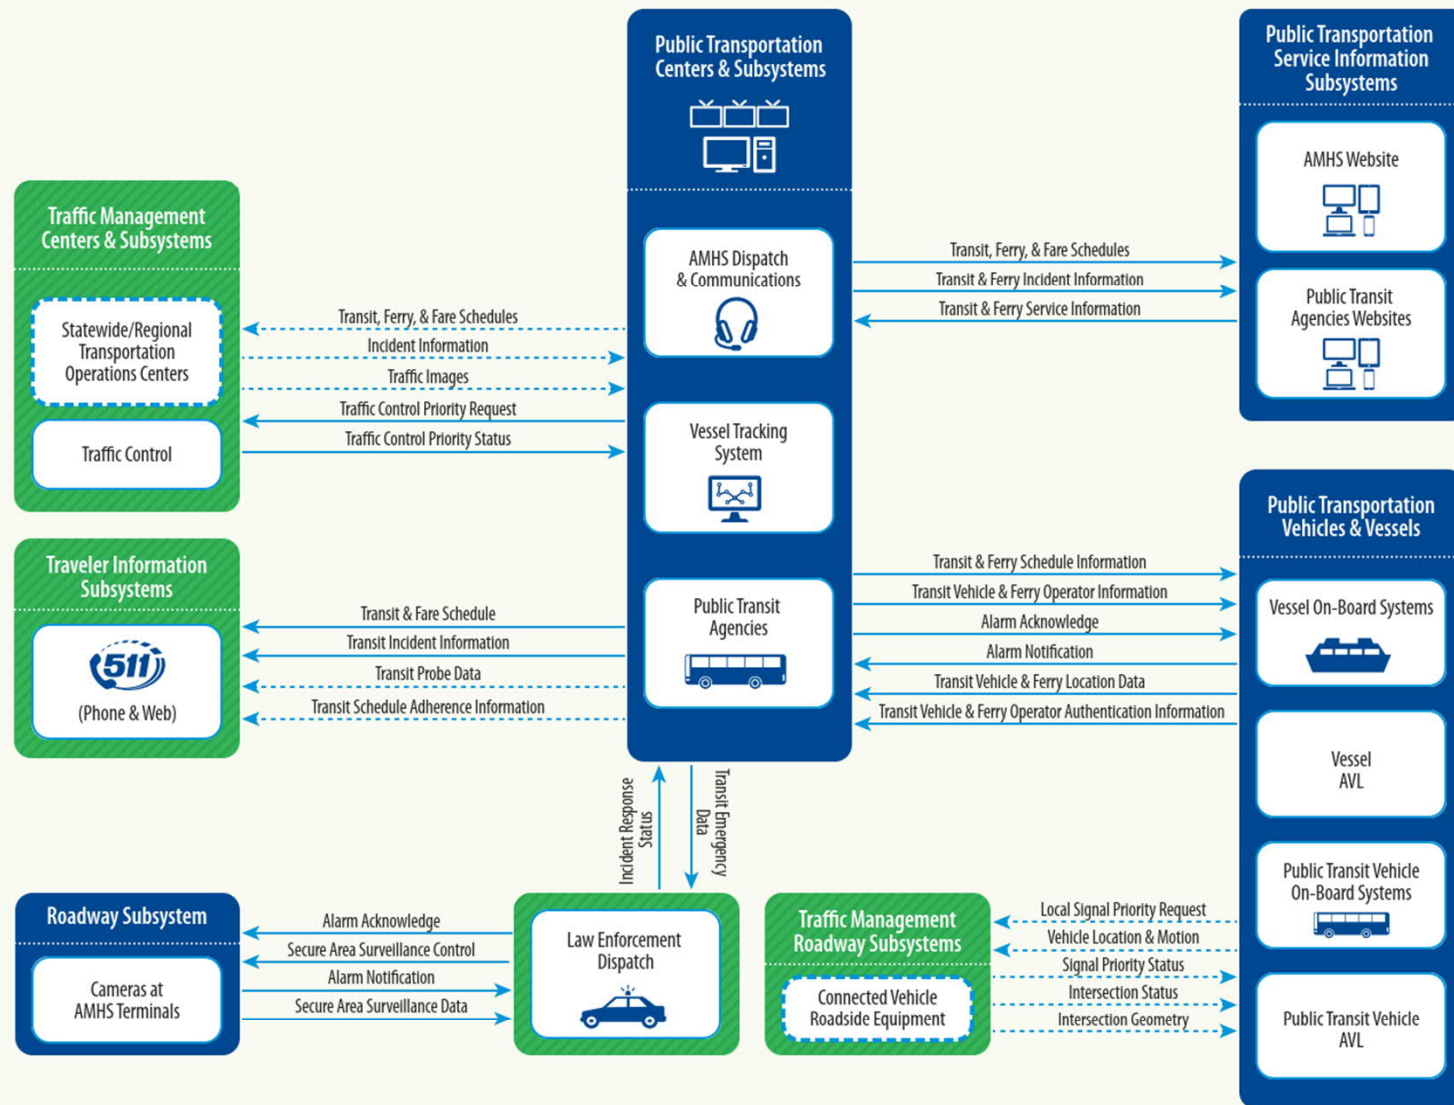 Public Transportation
Centers & Subsystems
AMHS Dispatch
& Communications
Vessel Tracking
System
Public Transit
Agencies
Public Transportation
Service Information
Subsystems
AMHS Website
Public Transit
Agencies Websites
Traffic Management
Centers & Subsystems
Statewide/Regional
Transportation
Operations Centers
Traffic Control
Transit, Ferry, & Fare Schedules
Incident Information
Traffic Images
Traffic Control Priority Request
Traffic Control Priority Status
Transit, Ferry, & Fare Schedules
Transit & Ferry Incident Information
Transit & Ferry Service Information
Traveler Information
Subsystems
511
(Phone & Web)
Transit & Fare Schedule
Transit Incident Information
Transit Probe Data
Transit Schedule Adherence Information
Transit & Ferry Schedule Information
Transit Vehicle & Ferry Operator Information
Alarm Acknowledge
Alarm Notification
Transit Vehicle & Ferry Location Data
Transit Vehicle & Ferry Operator Authentication Information
Public Transportation
Vehicles & Vessels
Vessel On-Board Systems
Vessel
AVL
Public Transit Vehicle
On-Board Systems
Public Transit Vehicle
AVL
Incident Response
Status
Transit Emergency
Data
Roadway Subsystem
Cameras at
AMHS Terminals
Alarm Acknowledge
Secure Area Surveillance Control
Alarm Notification
Secure Area Surveillance Data
Law Enforcement
Dispatch
Traffic Management
Roadway Subsystems
Connected Vehicle
Roadside Equipment
Local Signal Priority Request
Vehicle Location & Motion
Signal Priority Status
Intersection Status
Intersection Geometry